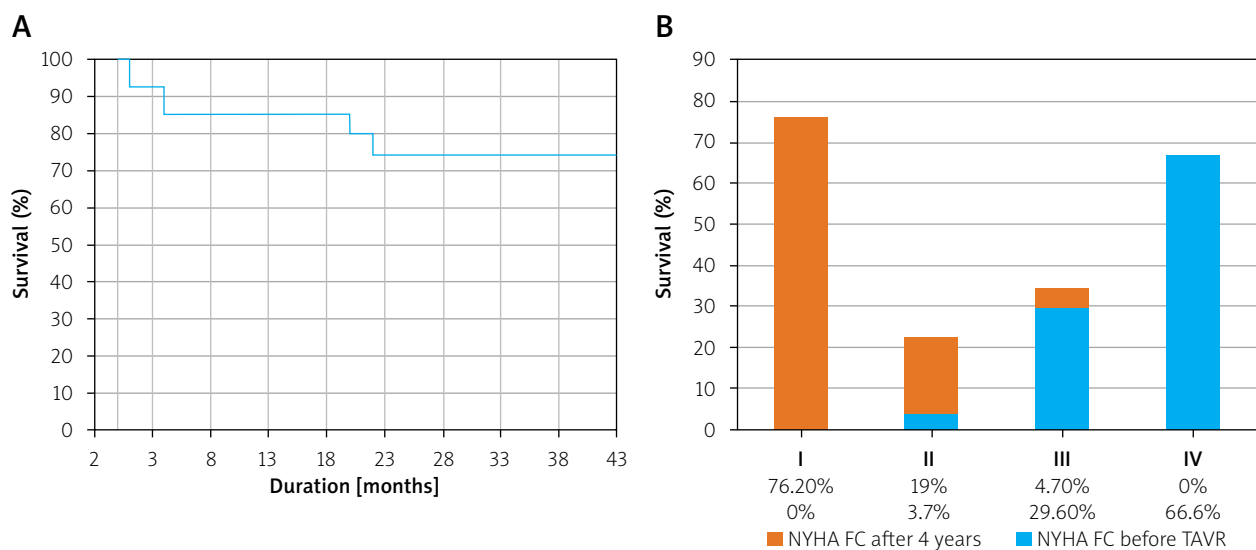 A
100
90
80
70
60
50
40
30
20
10
0
Survival (%)
2 3 8 13 18 23 28 33 38 43
Duration [months]
B
90
80
70
60
50
40
30
20
10
0
Survival (%)
I II III IV
76.20% 19% 4.70% 0%
0% 3.7% 29.60% 66.6%
NYHA FC after 4 years NYHA FC before TAVR